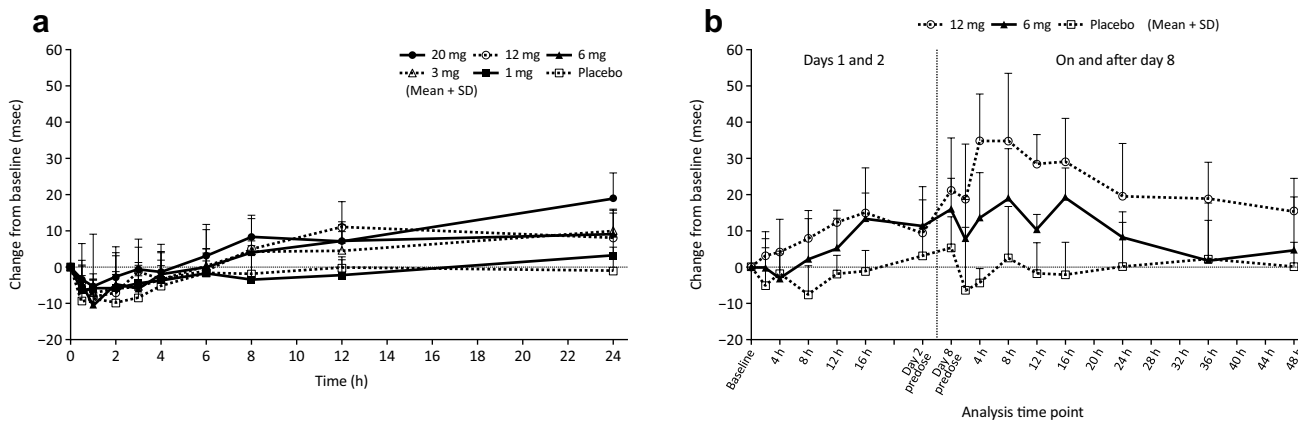 a
20 mg 12 mg 6 mg
3 mg 1 mg Placebo
(Mean + SD)
Change from baseline (msec)
60
50
40
30
20
10
0
−10
−20
0 2 4 6 8 10 12 14 16 18 20 22 24
Time (h)
b
12 mg 6 mg Placebo (Mean + SD)
Days 1 and 2
On and after day 8
Change from baseline (msec)
60
50
40
30
20
10
0
−10
−20
Baseline
4 h
8 h
12 h
16 h
Day 2
predose
Day 8
predose
4 h
8 h
12 h
16 h
20 h
24 h
28 h
32 h
36 h
40 h
44 h
48 h
Analysis time point